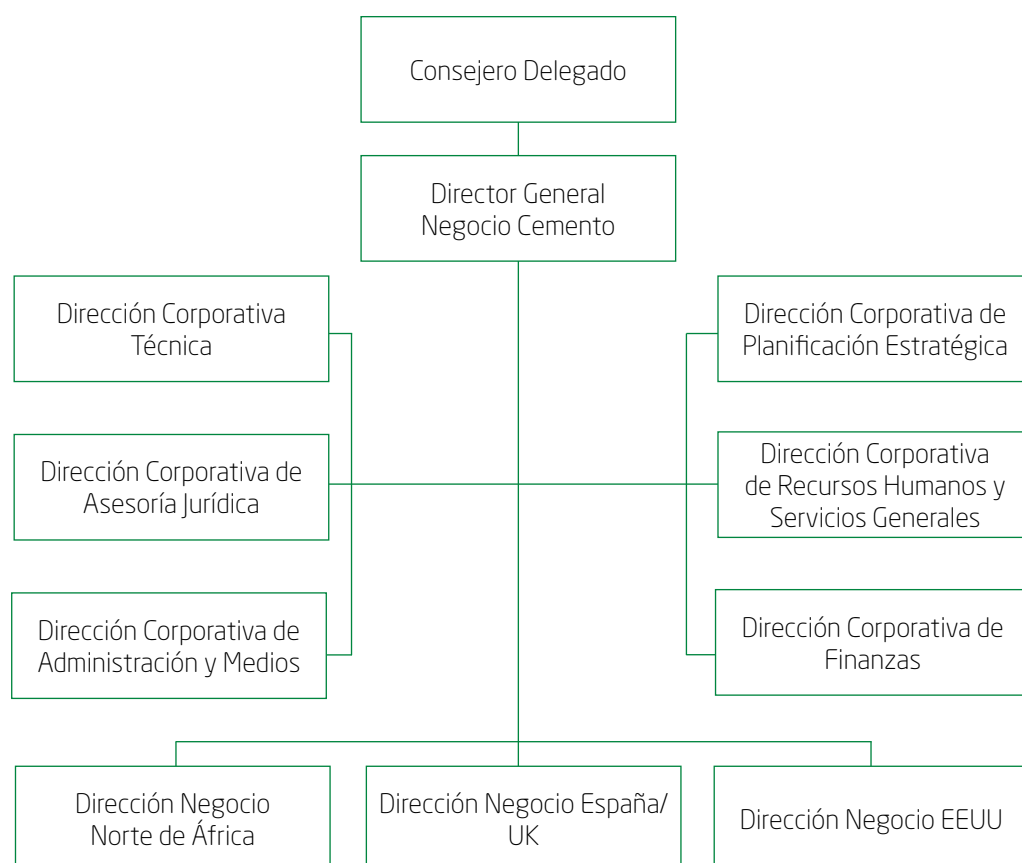 Consejero Delegado
Director General
Negocio Cemento
Dirección Corporativa
Técnica
Dirección Corporativa de
Planificación Estratégica
Dirección Corporativa de
Asesoría Jurídica
Dirección Corporativa
de Recursos Humanos y
Servicios Generales
Dirección Corporativa de
Administración y Medios
Dirección Corporativa de
Finanzas
Dirección Negocio
Norte de África
Dirección Negocio España/
UK
Dirección Negocio EEUU